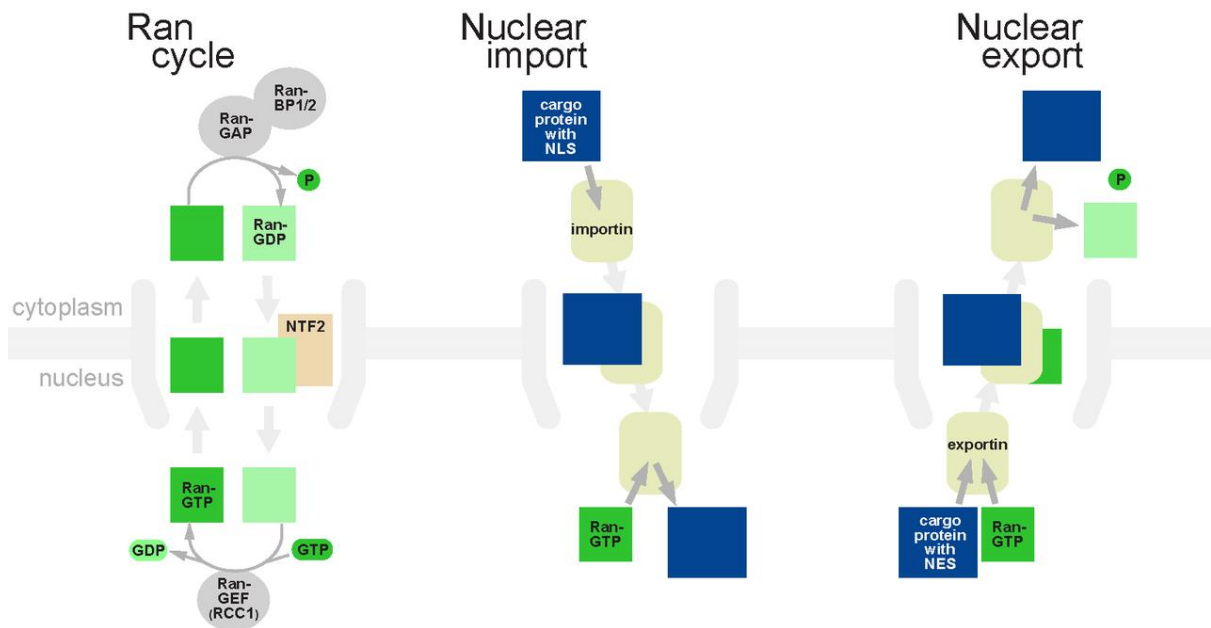 Ran
cycle
Nuclear
import
Nuclear
export
Ran-
BP1/2
Ran-
GAP
P
Ran-
GDP
NTF2
Ran-
GTP
GDP
GTP
Ran-
GEF
(RCC1)
cytoplasm
nucleus
cargo
protein
with
NLS
importin
Ran-
GTP
P
exportin
cargo
protein
with
NES
Ran-
GTP